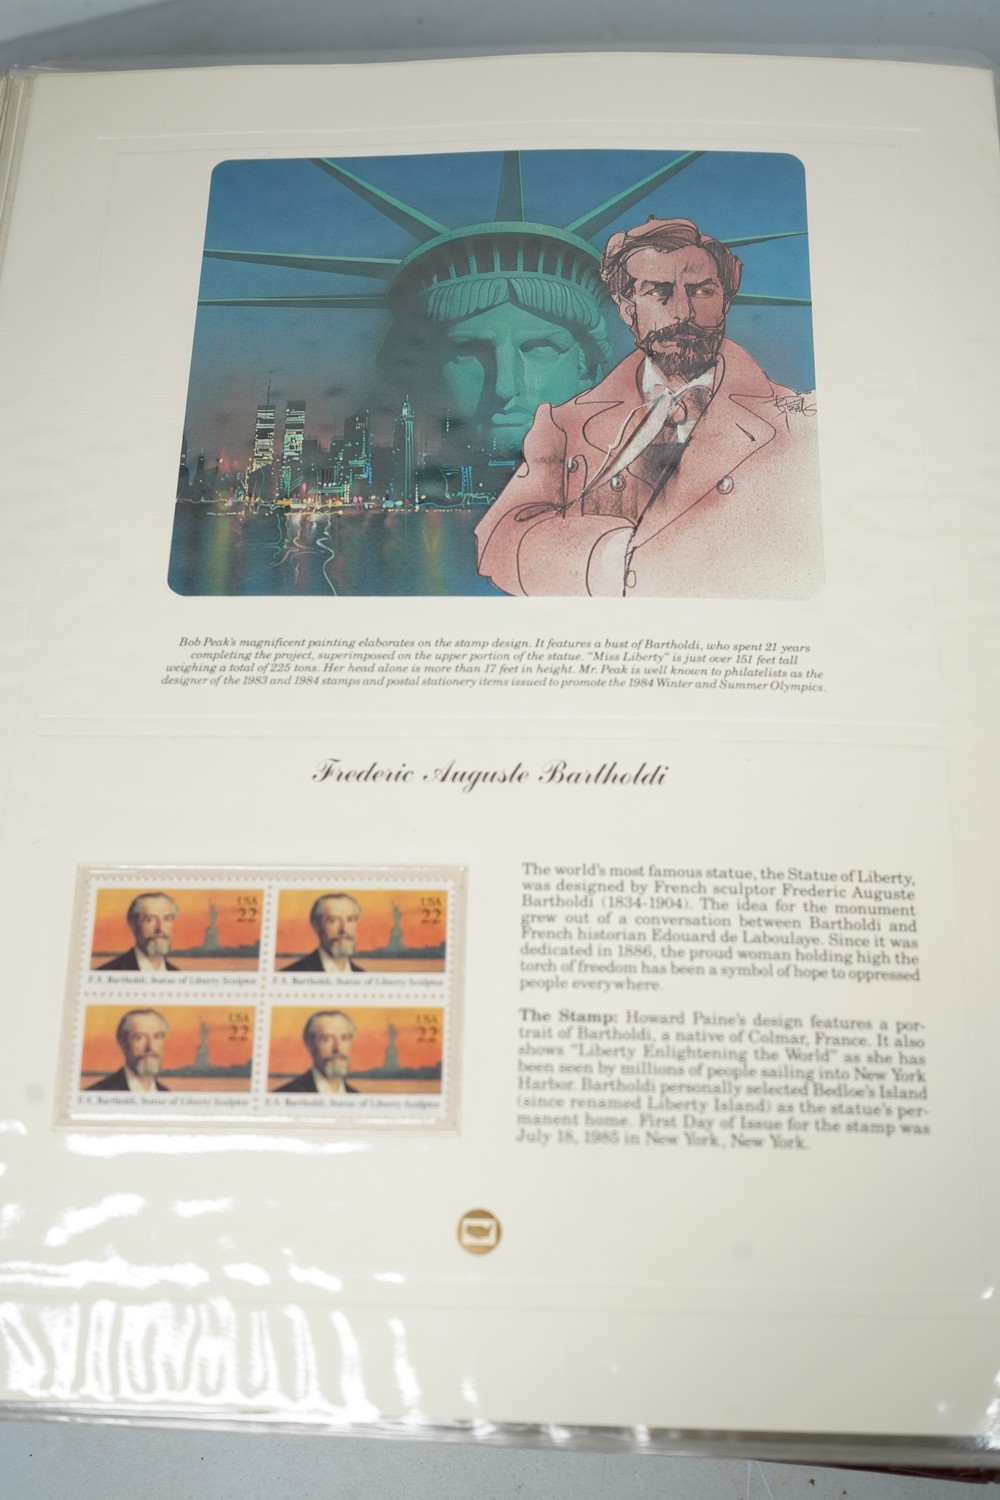 Bob Peak's magnificent painting elaborates on the stamp design. It features a bust of Bartholdi, who spent 21 years
completing the project, superimposed on the upper portion of the statue. "Miss Liberty" is just over 151 feet tall
weighing a total of 225 tons. Her head alone is more than 17 feet in height. Mr. Peak is well known to philatelists as the
designer of the 1983 and 1984 stamps and postal stationery items issued to promote the 1984 Winter and Summer Olympics.
Frederic Auguste Bartholdi
USA
22
F.A. Bartholdi, Statue of Liberty Sculptor
USA
22
F.A. Bartholdi, Statue of Liberty Sculptor
USA
22
F.A. Bartholdi, Statue of Liberty Sculptor
USA
22
F.A. Bartholdi, Statue of Liberty Sculptor
The world's most famous statue, the Statue of Liberty,
was designed by French sculptor Frederic Auguste
Bartholdi (1834-1904). The idea for the monument
grew out of a conversation between Bartholdi and
French historian Edouard de Laboulaye. Since it was
dedicated in 1886, the proud woman holding high the
torch of freedom has been a symbol of hope to oppressed
people everywhere.
The Stamp: Howard Paine's design features a por-
trait of Bartholdi, a native of Colmar, France. It also
shows "Liberty Enlightening the World" as she has
been seen by millions of people sailing into New York
Harbor. Bartholdi personally selected Bedloe's Island
(since renamed Liberty Island) as the statue's per-
manent home. First Day of Issue for the stamp was
July 18, 1985 in New York, New York.